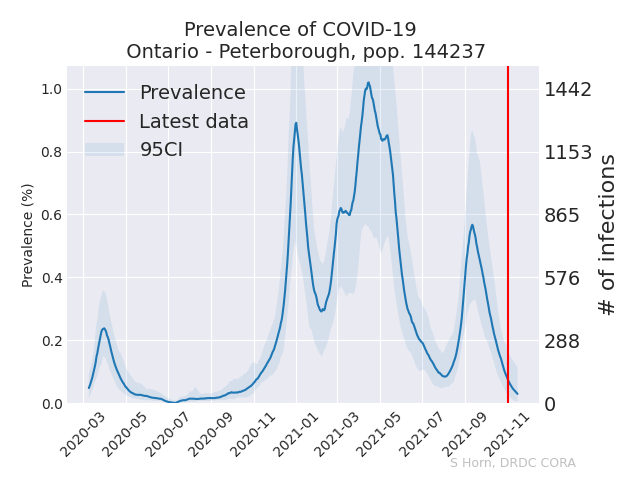 Prevalence of COVID-19
Ontario - Peterborough, pop. 144237
Prevalence
Latest data
95CI
Prevalence (%)
1.0
0.8
0.6
0.4
0.2
0.0
1442
1153
865
576
288
0
# of infections
2020-03
2020-05
2020-07
2020-09
2020-11
2021-01
2021-03
2021-05
2021-07
2021-09
2021-11
S Horn, DRDC CORA